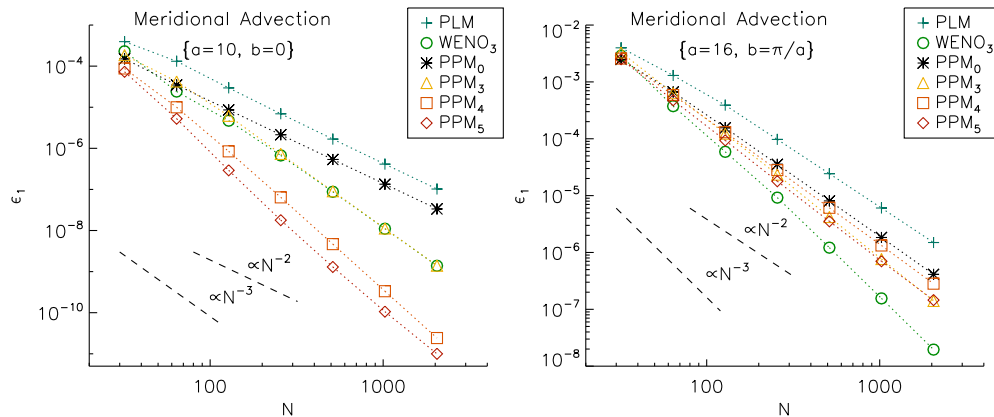 Meridional Advection
{a=10, b=0}
PLM
WENO₃
PPM₀
PPM₃
PPM₄
PPM₅
10⁻⁴
10⁻⁶
10⁻⁸
10⁻¹⁰
ϵ₁
∝N⁻²
∝N⁻³
100
1000
N
Meridional Advection
{a=16, b=π/a}
PLM
WENO₃
PPM₀
PPM₃
PPM₄
PPM₅
10⁻¹
10⁻²
10⁻³
10⁻⁴
10⁻⁵
10⁻⁶
10⁻⁷
10⁻⁸
ϵ₁
∝N⁻²
∝N⁻³
100
1000
N